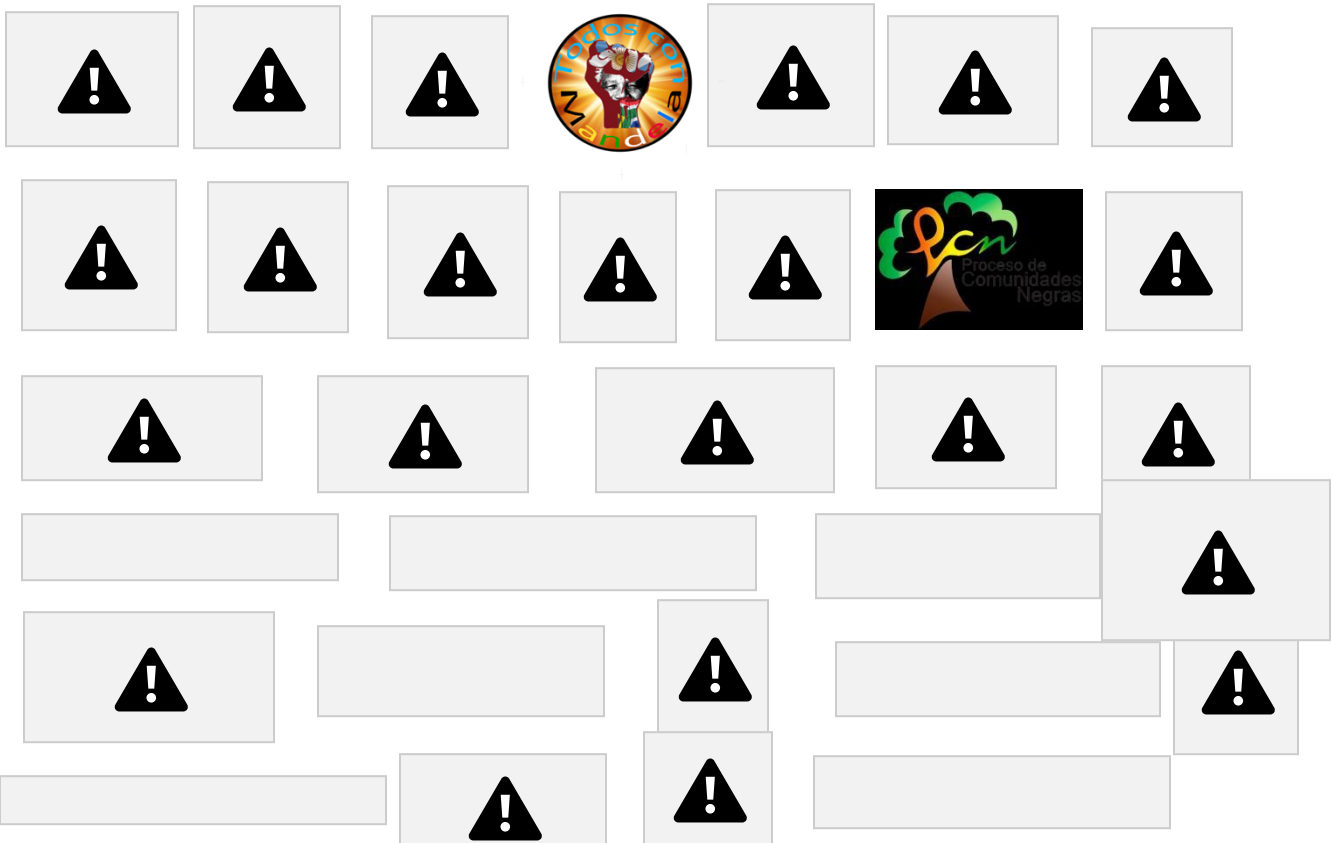 Todos con
Mandela
Pcn
Proceso de
Comunidades
Negras